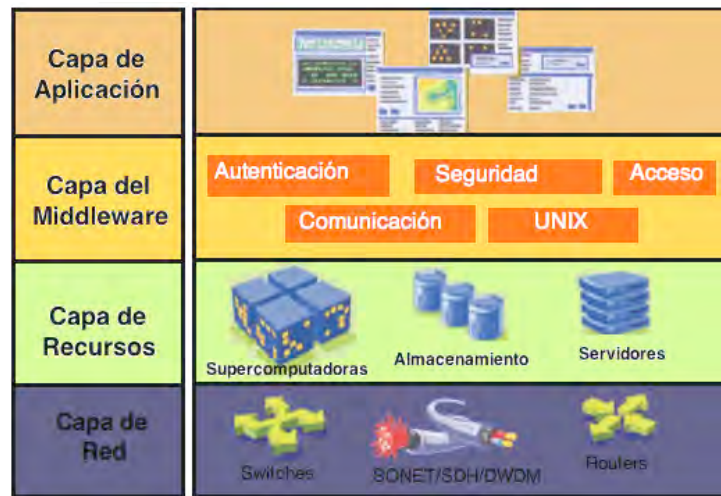 Capa de
Aplicación
Capa del
Middleware
Autenticación
Seguridad
Acceso
Comunicación
UNIX
Capa de
Recursos
Supercomputadoras
Almacenamiento
Servidores
Capa de
Red
Switches
SONET/SDH/DWDM
Routers